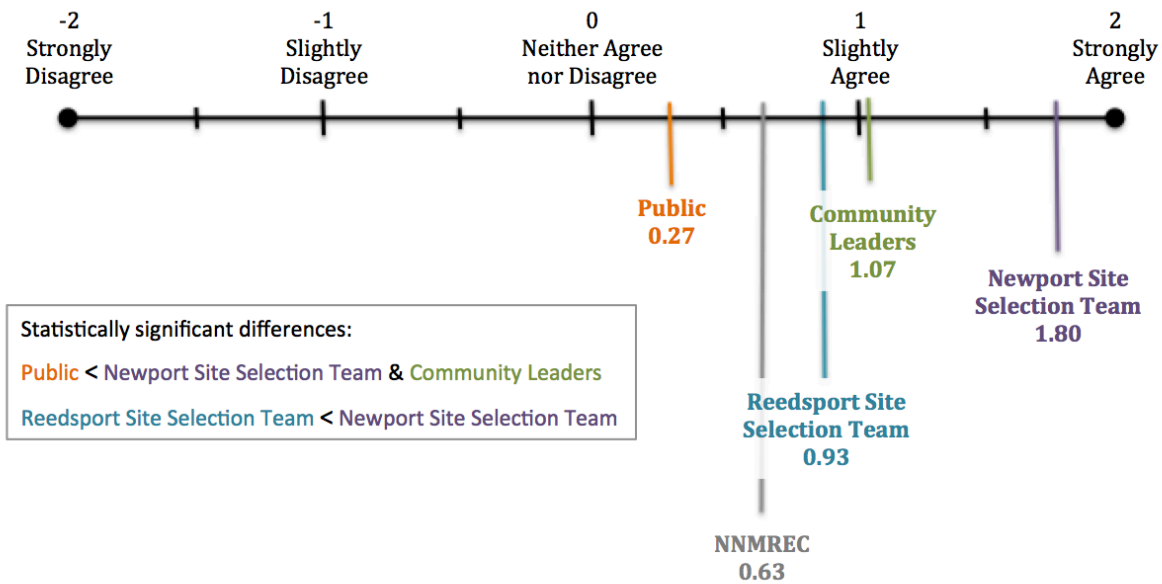 -2
Strongly
Disagree
-1
Slightly
Disagree
0
Neither Agree
nor Disagree
1
Slightly
Agree
2
Strongly
Agree
Public
0.27
Community
Leaders
1.07
Newport Site
Selection Team
1.80
Statistically significant differences:
Public < Newport Site Selection Team & Community Leaders
Reedsport Site Selection Team < Newport Site Selection Team
Reedsport Site
Selection Team
0.93
NNMREC
0.63